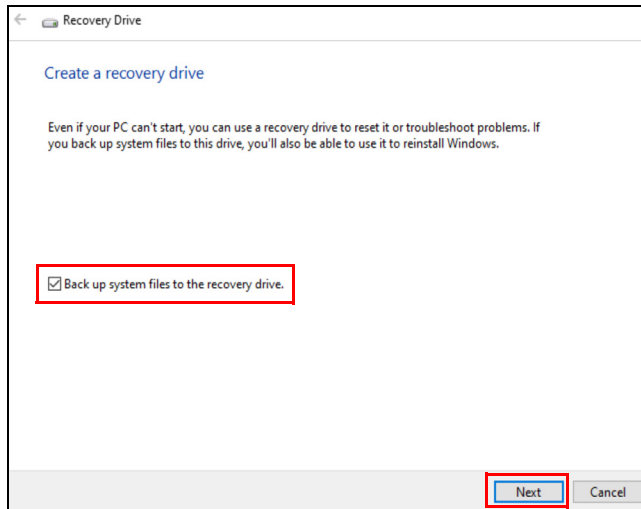 Recovery Drive
Create a recovery drive
Even if your PC can't start, you can use a recovery drive to reset it or troubleshoot problems. If
you back up system files to this drive, you'll also be able to use it to reinstall Windows.
Back up system files to the recovery drive.
Next Cancel